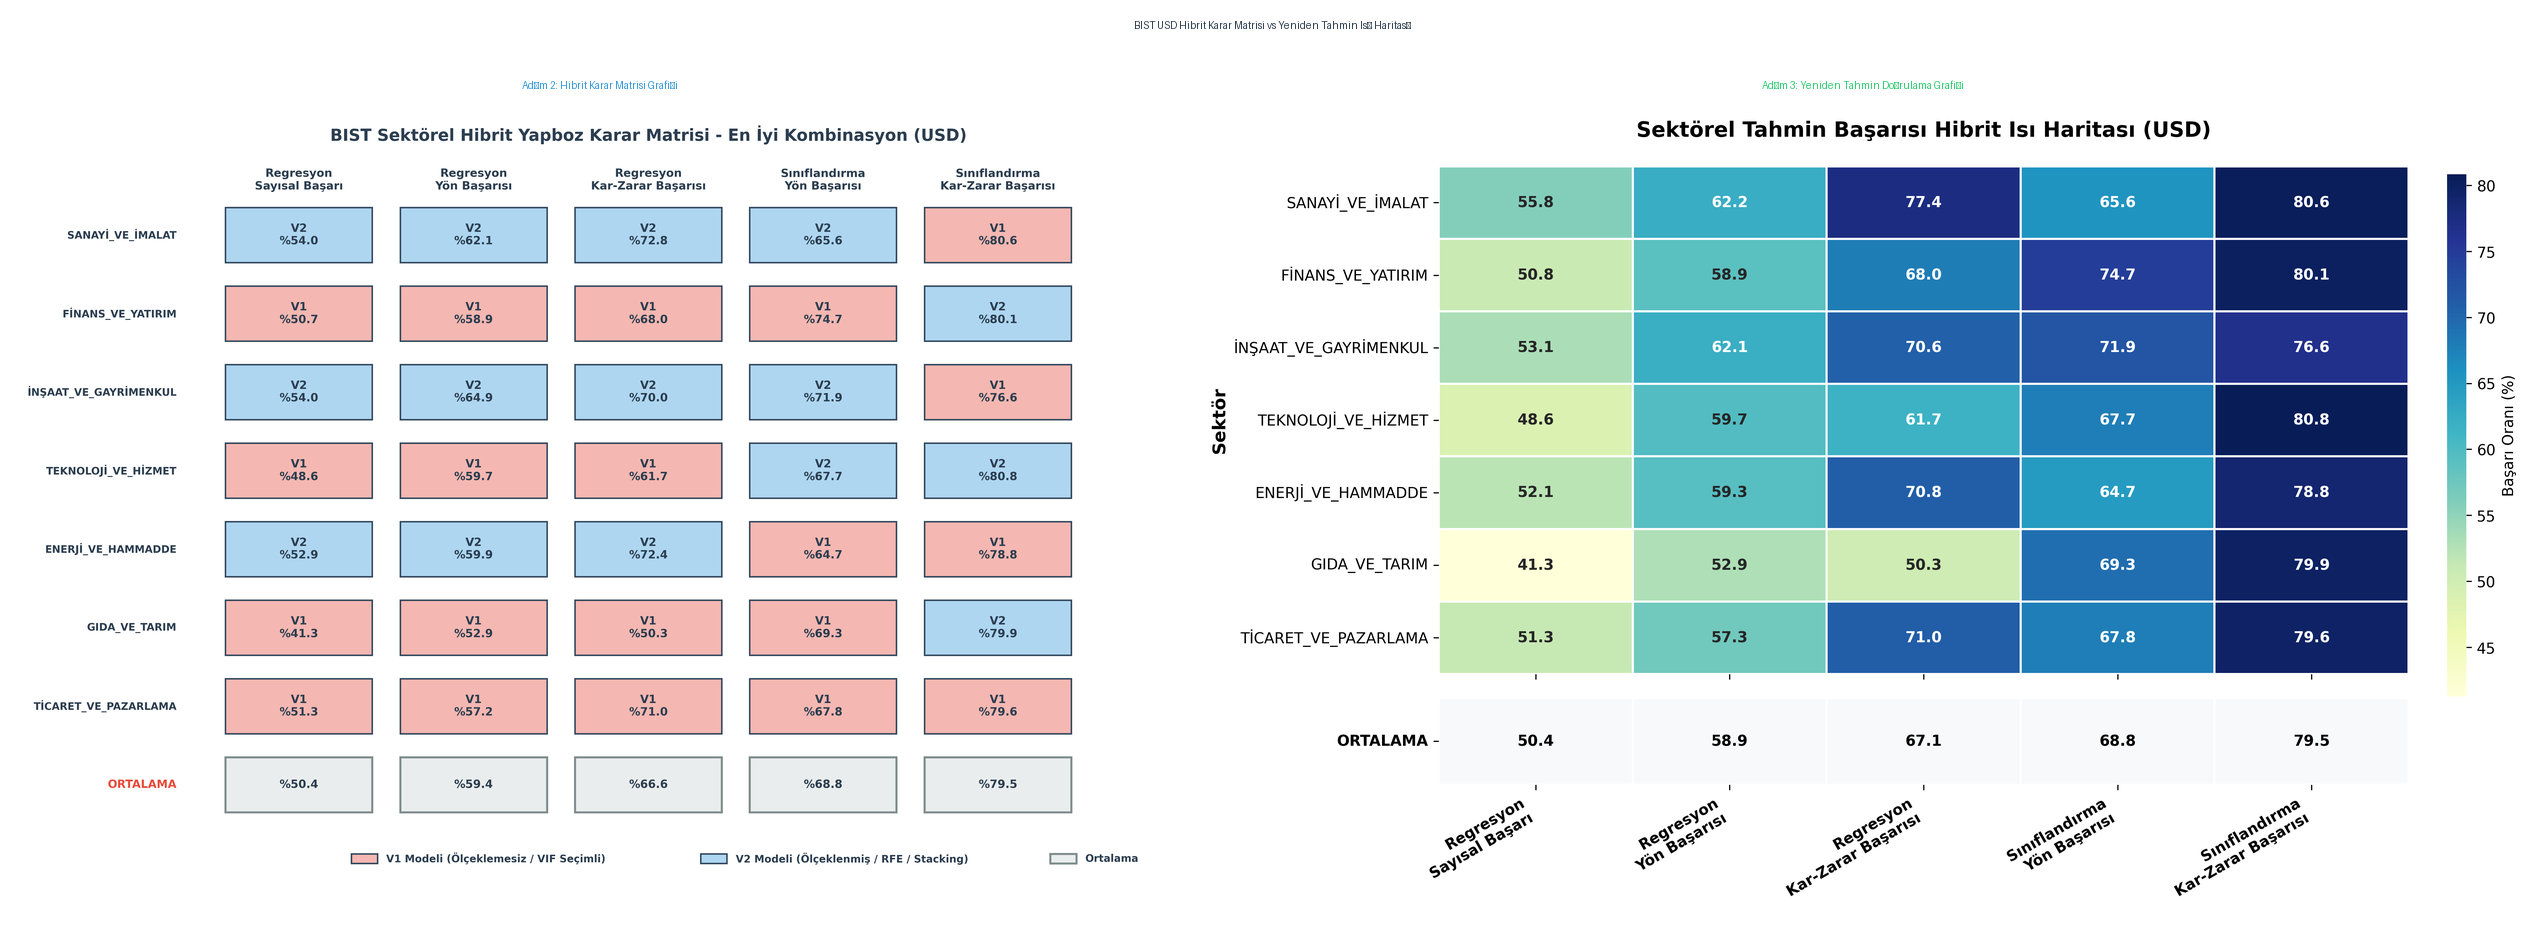 BIST USD Hibrit Karar Matrisi vs Yeniden Tahmin Is□ Haritas□
Ad□m 2: Hibrit Karar Matrisi Grafi□i
BIST Sektörel Hibrit Yapboz Karar Matrisi - En İyi Kombinasyon (USD)
Regresyon
Sayısal Başarı
Regresyon
Yön Başarısı
Regresyon
Kar-Zarar Başarısı
Sınıflandırma
Yön Başarısı
Sınıflandırma
Kar-Zarar Başarısı
SANAYİ_VE_İMALAT
V2
%54.0
V2
%62.1
V2
%72.8
V2
%65.6
V1
%80.6
FİNANS_VE_YATIRIM
V1
%50.7
V1
%58.9
V1
%68.0
V1
%74.7
V2
%80.1
İNŞAAT_VE_GAYRİMENKUL
V2
%54.0
V2
%64.9
V2
%70.0
V2
%71.9
V1
%76.6
TEKNOLOJİ_VE_HİZMET
V1
%48.6
V1
%59.7
V1
%61.7
V2
%67.7
V2
%80.8
ENERJİ_VE_HAMMADDE
V2
%52.9
V2
%59.9
V2
%72.4
V1
%64.7
V1
%78.8
GIDA_VE_TARIM
V1
%41.3
V1
%52.9
V1
%50.3
V1
%69.3
V2
%79.9
TİCARET_VE_PAZARLAMA
V1
%51.3
V1
%57.2
V1
%71.0
V1
%67.8
V1
%79.6
ORTALAMA
%50.4
%59.4
%66.6
%68.8
%79.5
V1 Modeli (Ölçeklemesiz / VIF Seçimli)
V2 Modeli (Ölçeklenmiş / RFE / Stacking)
Ortalama
Ad□m 3: Yeniden Tahmin Do□rulama Grafi□i
Sektörel Tahmin Başarısı Hibrit Isı Haritası (USD)
Sektör
SANAYİ_VE_İMALAT 55.8 62.2 77.4 65.6 80.6
FİNANS_VE_YATIRIM 50.8 58.9 68.0 74.7 80.1
İNŞAAT_VE_GAYRİMENKUL 53.1 62.1 70.6 71.9 76.6
TEKNOLOJİ_VE_HİZMET 48.6 59.7 61.7 67.7 80.8
ENERJİ_VE_HAMMADDE 52.1 59.3 70.8 64.7 78.8
GIDA_VE_TARIM 41.3 52.9 50.3 69.3 79.9
TİCARET_VE_PAZARLAMA 51.3 57.3 71.0 67.8 79.6
ORTALAMA 50.4 58.9 67.1 68.8 79.5
Regresyon
Sayısal Başarı
Regresyon
Yön Başarısı
Regresyon
Kar-Zarar Başarısı
Sınıflandırma
Yön Başarısı
Sınıflandırma
Kar-Zarar Başarısı
80
75
70
65
60
55
50
45
Başarı Oranı (%)